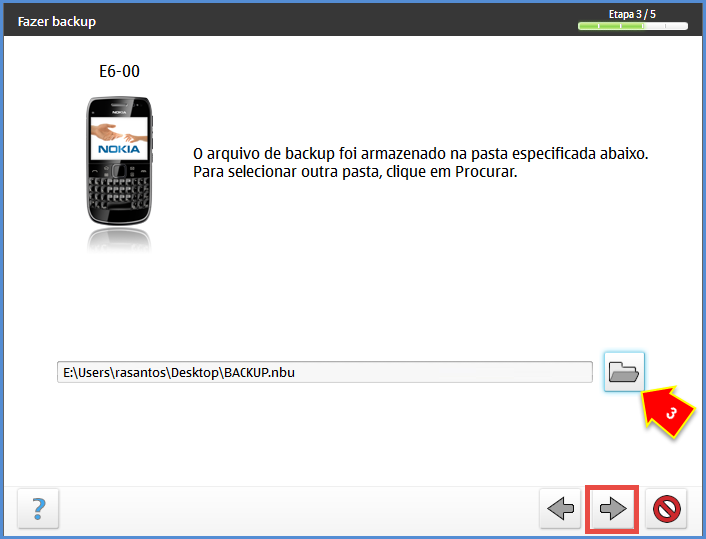 Fazer backup
Etapa 3 / 5
E6-00
NOKIA
NOKIA
O arquivo de backup foi armazenado na pasta especificada abaixo.
Para selecionar outra pasta, clique em Procurar.
E:\Users\rasantos\Desktop\BACKUP.nbu
3
?